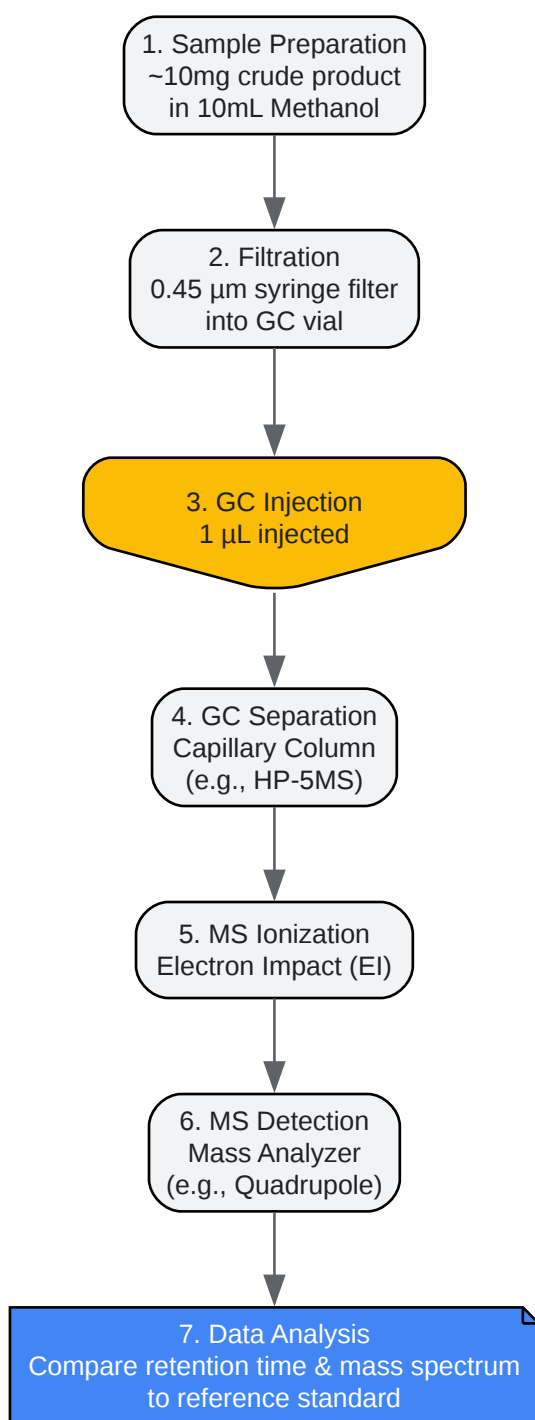 1. Sample Preparation
~10mg crude product
in 10mL Methanol
2. Filtration
0.45 µm syringe filter
into GC vial
3. GC Injection
1 µL injected
4. GC Separation
Capillary Column
(e.g., HP-5MS)
5. MS Ionization
Electron Impact (EI)
6. MS Detection
Mass Analyzer
(e.g., Quadrupole)
7. Data Analysis
Compare retention time & mass spectrum
to reference standard